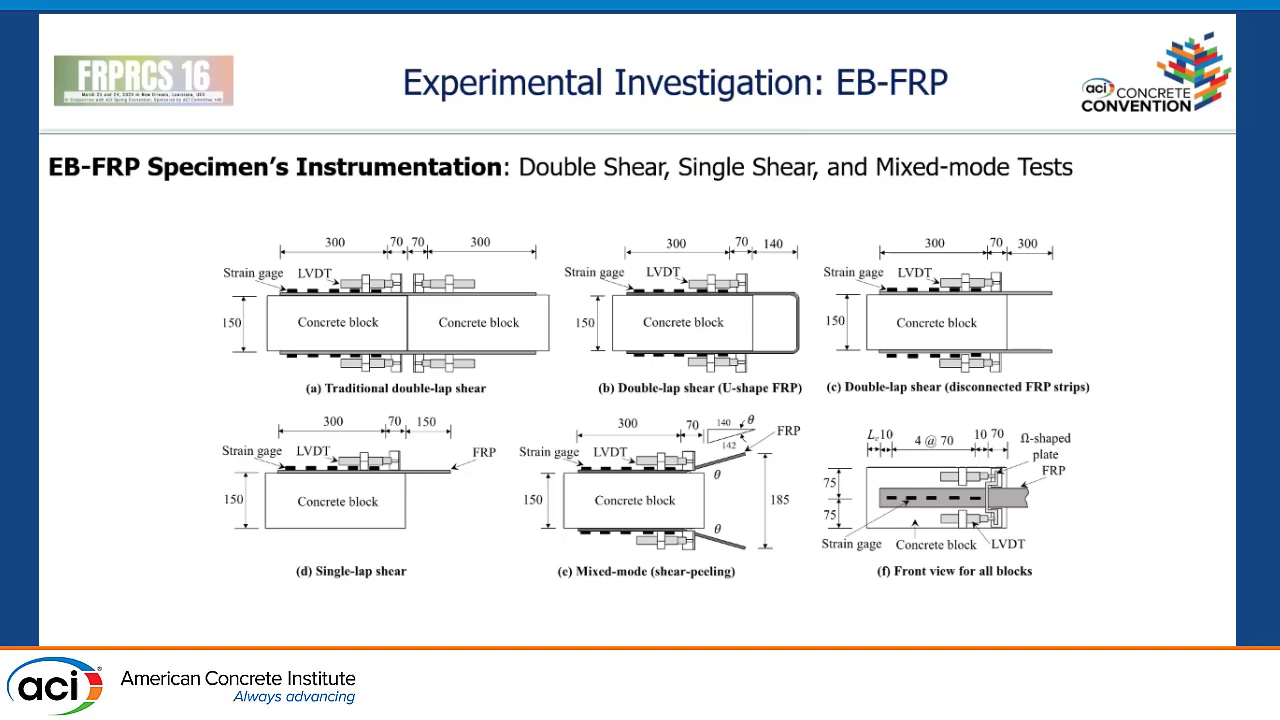 FRPRCS 16
Experimental Investigation: EB-FRP
aci CONCRETE
CONVENTION
EB-FRP Specimen's Instrumentation: Double Shear, Single Shear, and Mixed-mode Tests
300 70 70 300
Strain gage LVDT
150
Concrete block Concrete block
(a) Traditional double-lap shear
300 70 140
Strain gage LVDT
150
Concrete block
(b) Double-lap shear (U-shape FRP)
300 70 300
Strain gage LVDT
150
Concrete block
(c) Double-lap shear (disconnected FRP strips)
300 70 150
Strain gage LVDT FRP
150
Concrete block
(d) Single-lap shear
300 70 140 θ
142 FRP
Strain gage LVDT
θ
150 Concrete block 185
θ
(e) Mixed-mode (shear-peeling)
10 4 @ 70 10 70
Ω-shaped
plate
FRP
75
75
Strain gage Concrete block LVDT
(f) Front view for all blocks
aci ® American Concrete Institute
Always advancing